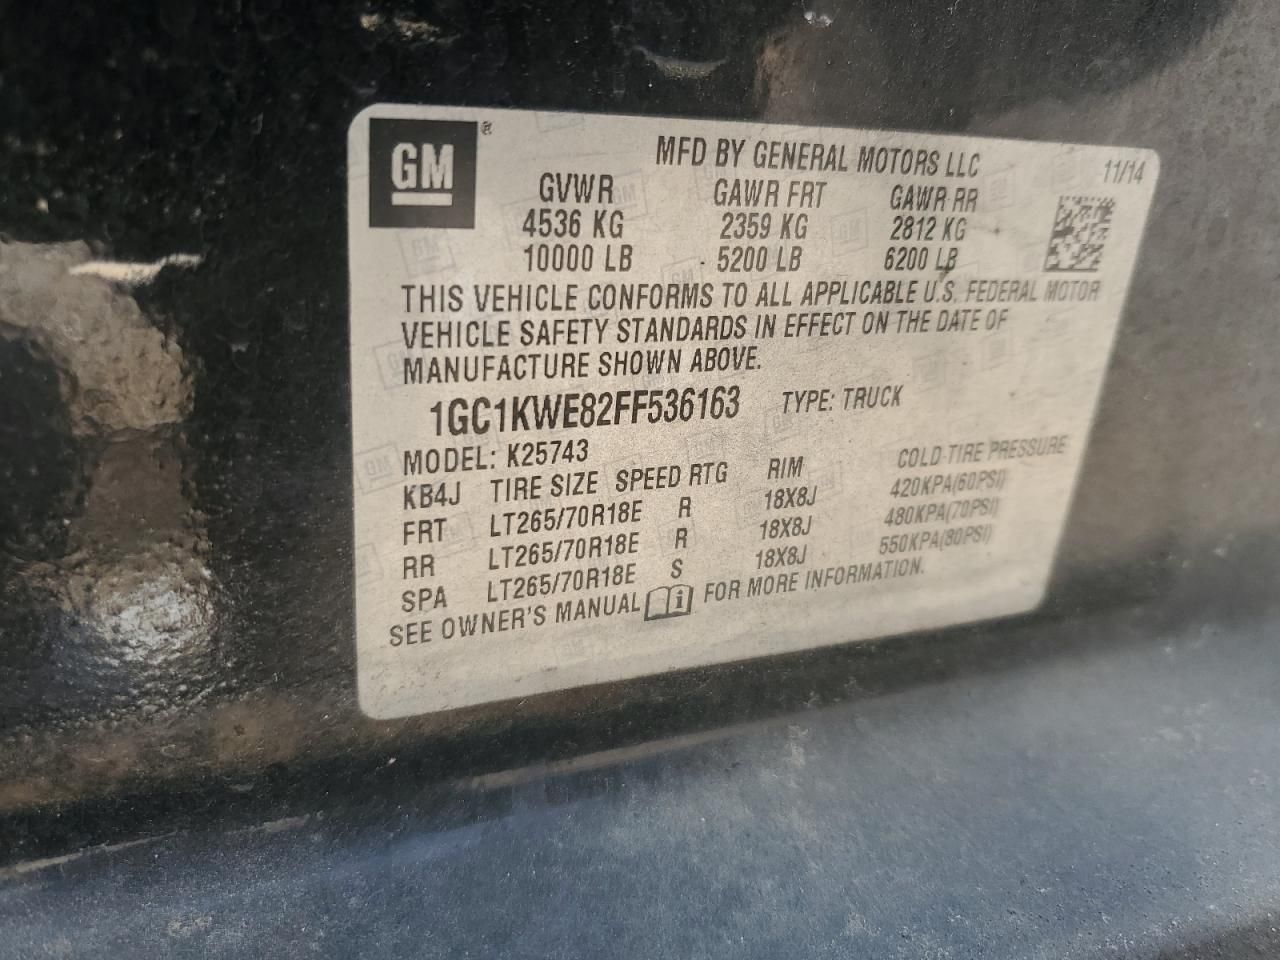 GM®
MFD BY GENERAL MOTORS LLC 11/14
GVWR GAWR FRT GAWR RR
4536 KG 2359 KG 2812 KG
10000 LB 5200 LB 6200 LB
THIS VEHICLE CONFORMS TO ALL APPLICABLE U.S. FEDERAL MOTOR
VEHICLE SAFETY STANDARDS IN EFFECT ON THE DATE OF
MANUFACTURE SHOWN ABOVE.
1GC1KWE82FF536163 TYPE: TRUCK
MODEL: K25743
KB4J TIRE SIZE SPEED RTG RIM COLD TIRE PRESSURE
FRT LT265/70R18E R 18X8J 420KPA(60PSI)
RR LT265/70R18E R 18X8J 480KPA(70PSI)
SPA LT265/70R18E S 18X8J 550KPA(80PSI)
SEE OWNER'S MANUAL FOR MORE INFORMATION.